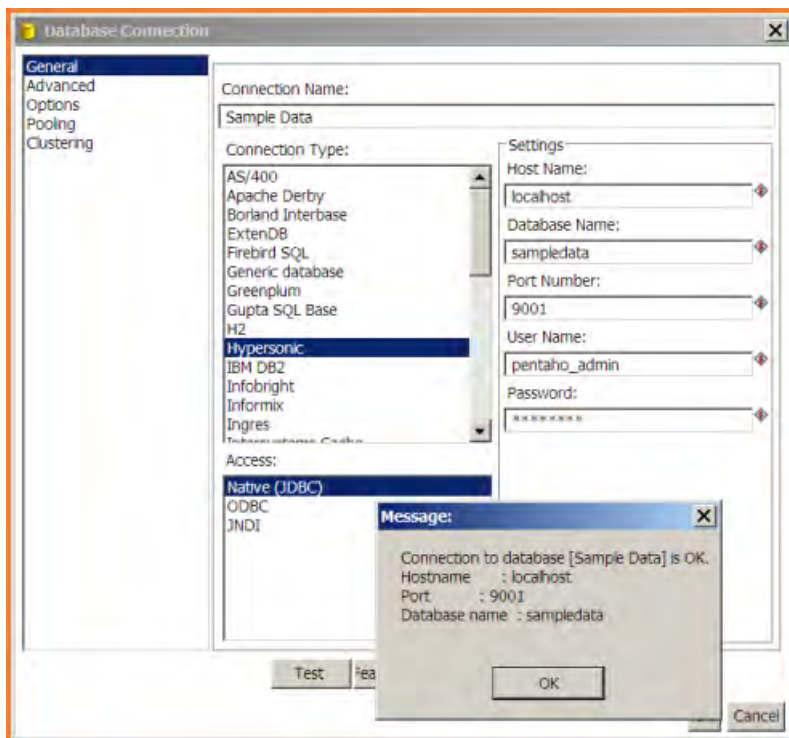 Database Connection
General
Advanced
Options
Pooling
Clustering
Connection Name:
Sample Data
Connection Type:
AS/400
Apache Derby
Borland Interbase
ExtenDB
Firebird SQL
Generic database
Greenplum
Gupta SQL Base
H2
Hypersonic
IBM DB2
Infobright
Informix
Ingres
Access:
Native (JDBC)
ODBC
JNDI
Settings
Host Name:
localhost
Database Name:
sampledata
Port Number:
9001
User Name:
pentaho_admin
Password:
********
Message:
Connection to database [Sample Data] is OK.
Hostname : localhost
Port : 9001
Database name : sampledata
OK
Test
Cancel